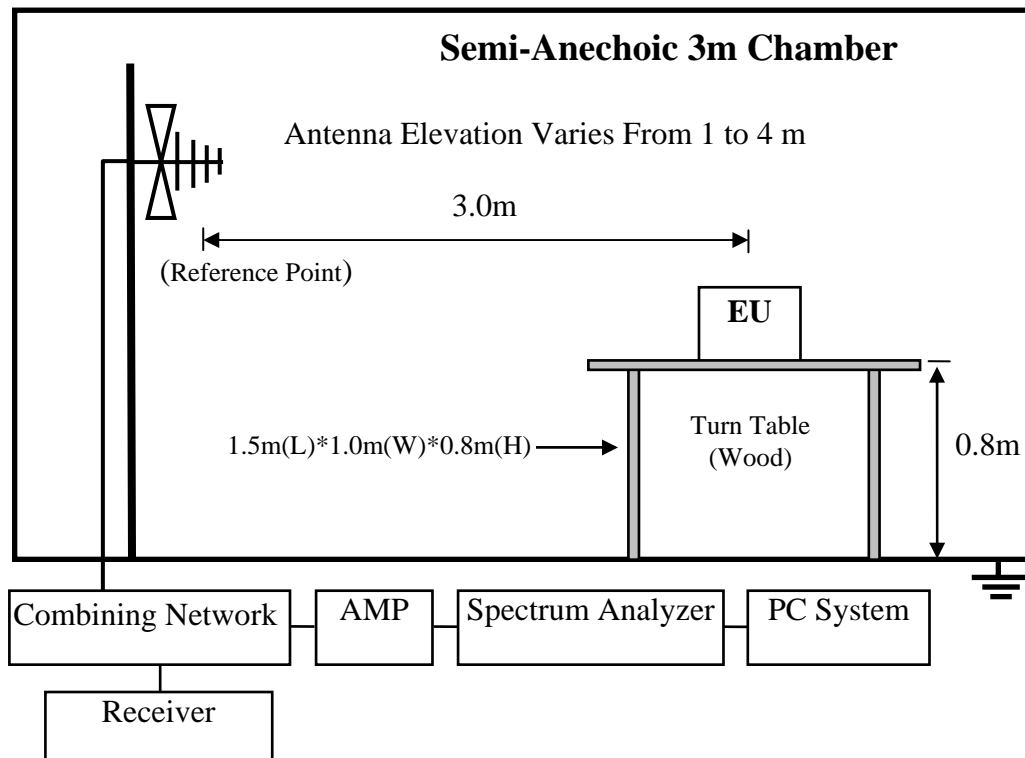 Semi-Anechoic 3m Chamber
Antenna Elevation Varies From 1 to 4 m
3.0m
(Reference Point)
EU
1.5m(L)*1.0m(W)*0.8m(H)
Turn Table
(Wood)
0.8m
Combining Network
AMP
Spectrum Analyzer
PC System
Receiver